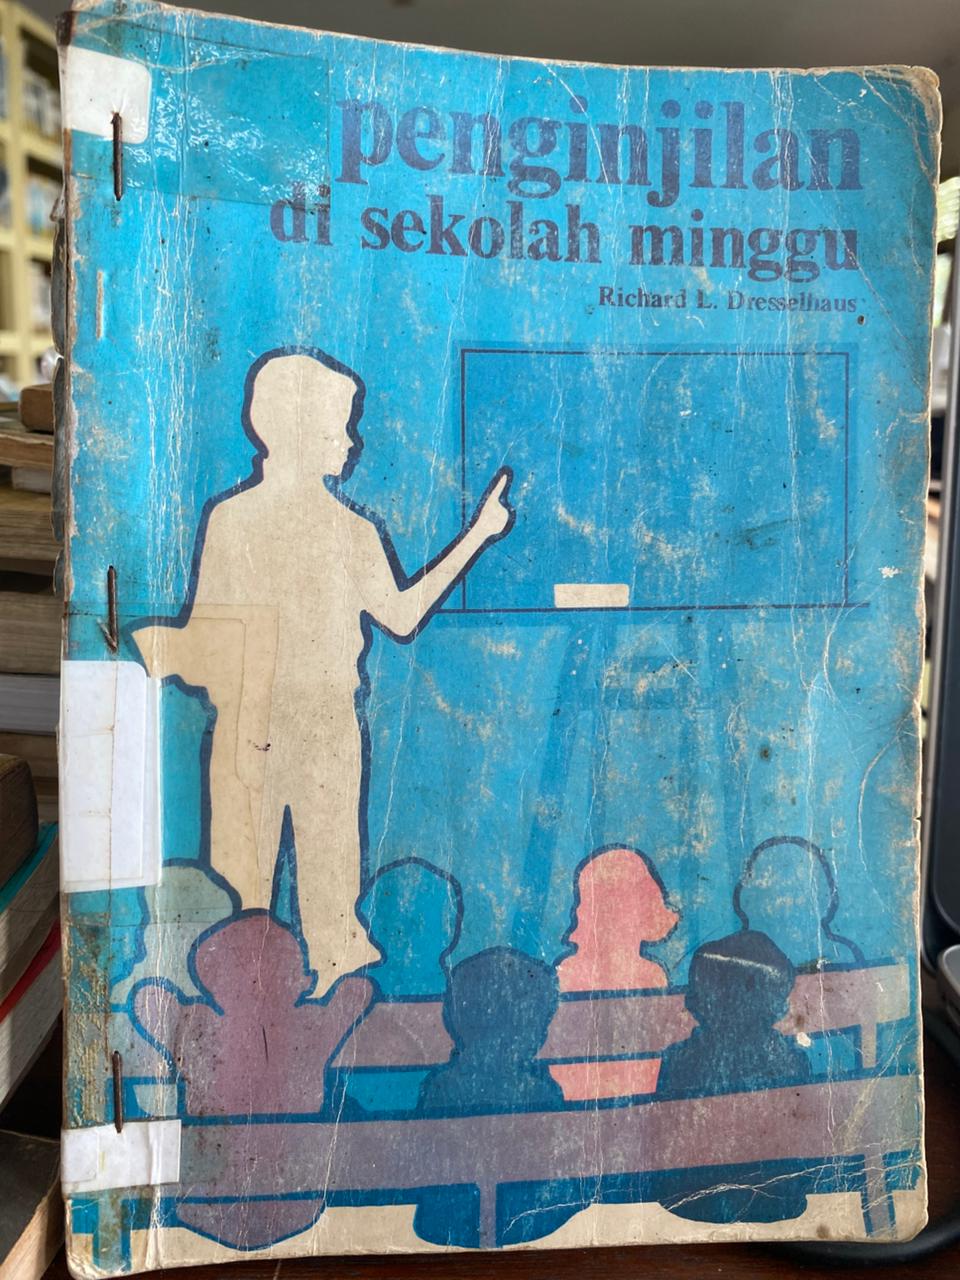 penginjilan
di sekolah minggu
Richard L. Dresselhaus